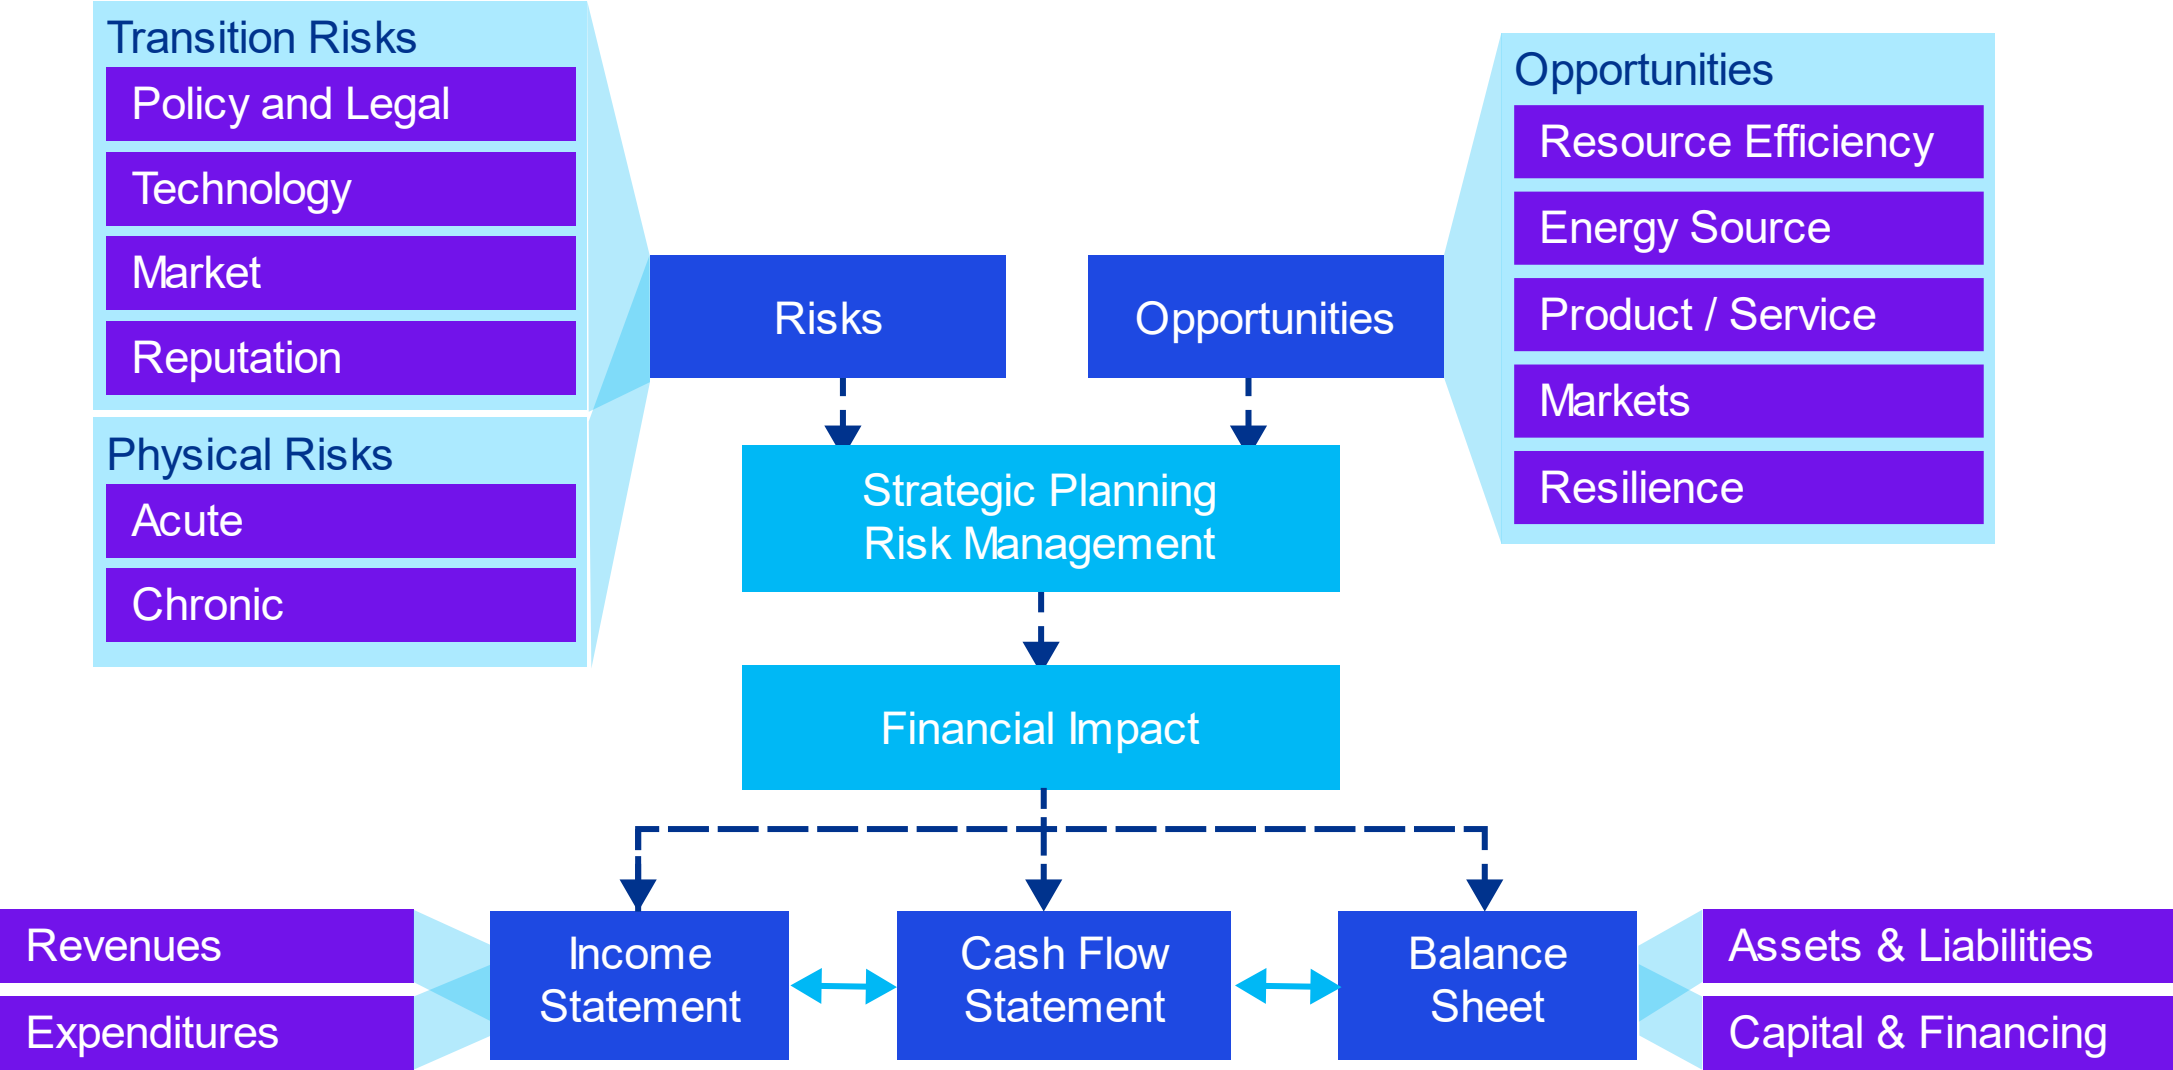 Transition Risks
Policy and Legal
Technology
Market
Reputation
Physical Risks
Acute
Chronic
Risks
Opportunities
Opportunities
Resource Efficiency
Energy Source
Product / Service
Markets
Resilience
Strategic Planning
Risk Management
Financial Impact
Revenues
Expenditures
Income
Statement
Cash Flow
Statement
Balance
Sheet
Assets & Liabilities
Capital & Financing